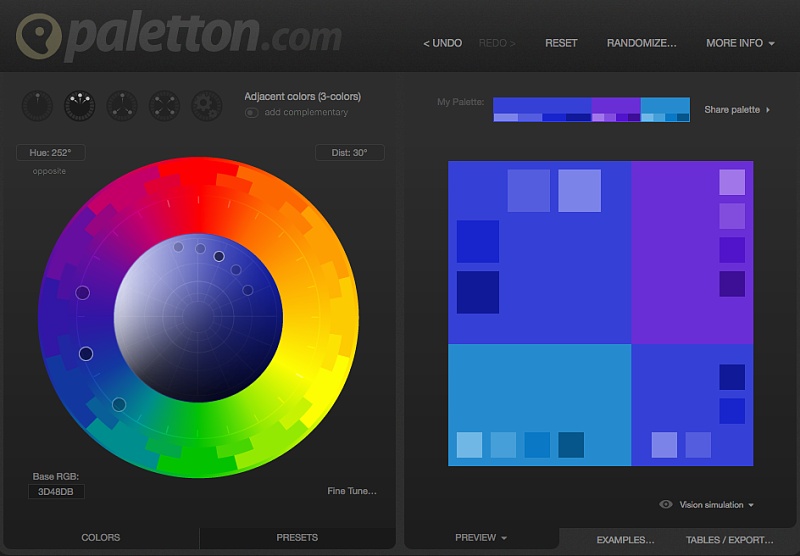 paletton.com
< UNDO REDO > RESET RANDOMIZE... MORE INFO
Adjacent colors (3-colors)
add complementary
Hue: 252°
opposite
Dist: 30°
Base RGB:
3D48DB
Fine Tune...
COLORS PRESETS
My Palette:
Share palette
Vision simulation
PREVIEW EXAMPLES... TABLES / EXPORT...